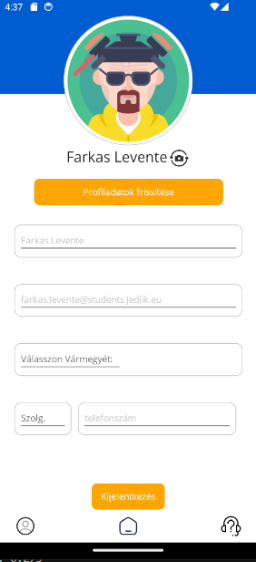 4:37
Farkas Levente
Profiladatok frissítése
Farkas Levente
farkas.levente@students.jedlik.eu
Válasszon Vármegyét:
Szolg. telefonszám
Kijelentkezés